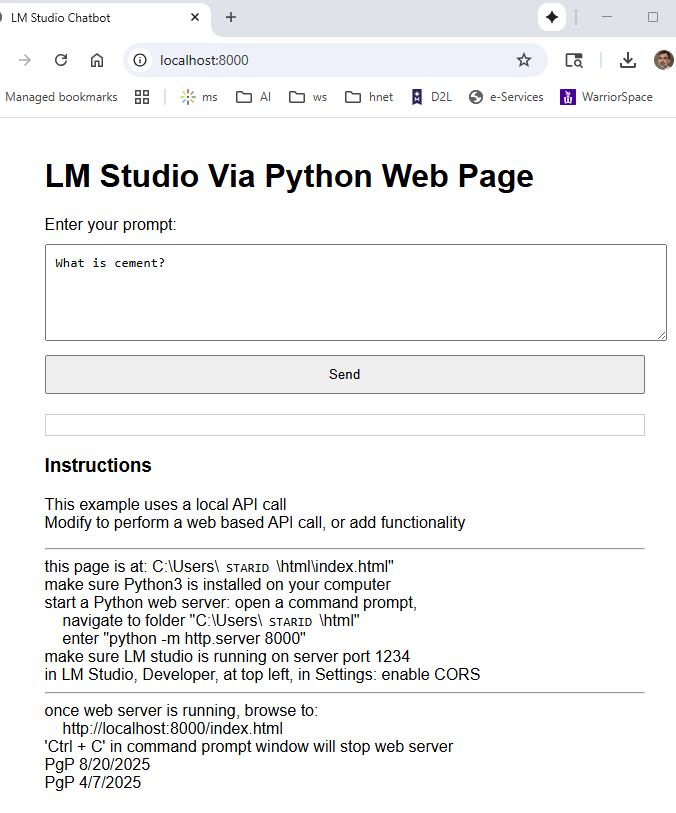 LM Studio Chatbot
localhost:8000
Managed bookmarks ms AI ws hnet D2L e-Services WarriorSpace
LM Studio Via Python Web Page
Enter your prompt:
What is cement?
Send
Instructions
This example uses a local API call
Modify to perform a web based API call, or add functionality
this page is at: C:\Users\ STARID \html\index.html"
make sure Python3 is installed on your computer
start a Python web server: open a command prompt,
navigate to folder "C:\Users\ STARID \html"
enter "python -m http.server 8000"
make sure LM studio is running on server port 1234
in LM Studio, Developer, at top left, in Settings: enable CORS
once web server is running, browse to:
http://localhost:8000/index.html
'Ctrl + C' in command prompt window will stop web server
PgP 8/20/2025
PgP 4/7/2025